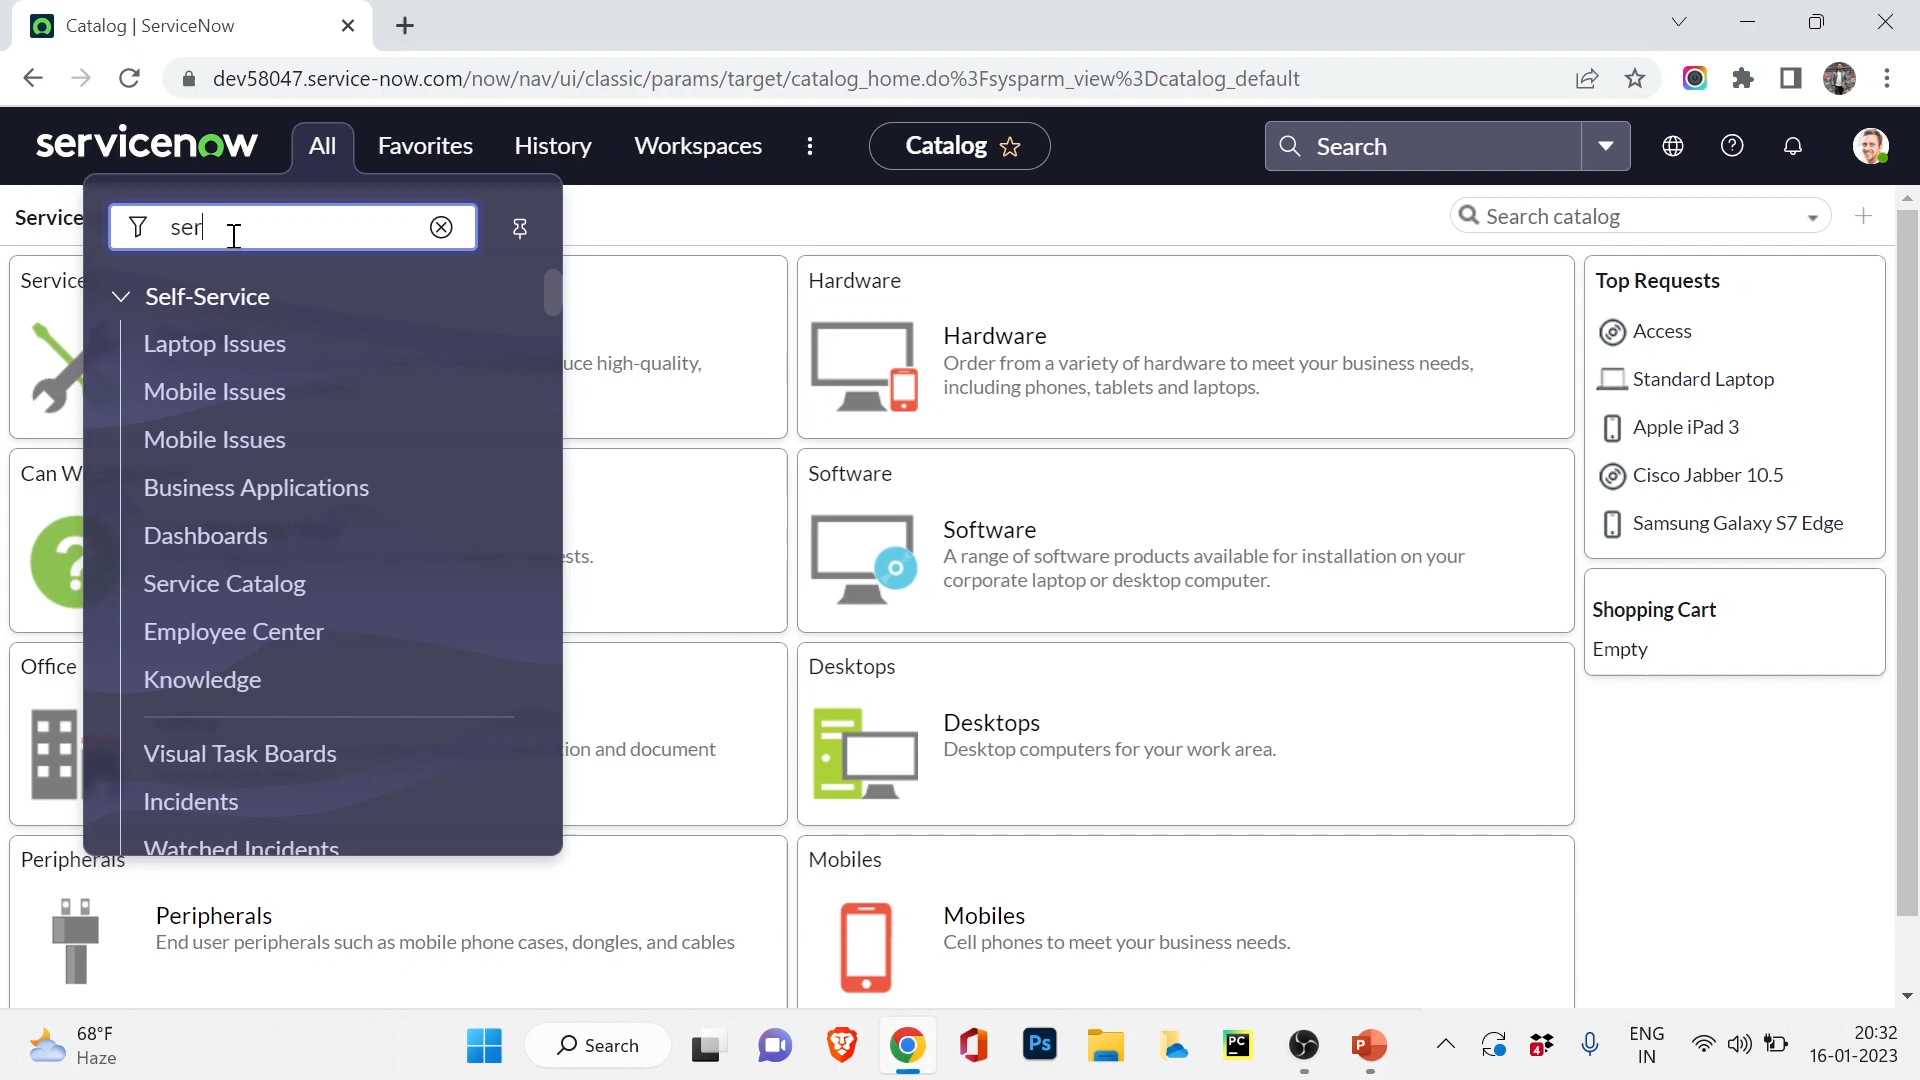 Catalog | ServiceNow
dev58047.service-now.com/now/nav/ui/classic/params/target/catalog_home.do%3Fsysparm_view%3Dcatalog_default
servicenow
All
Favorites
History
Workspaces
Catalog
Search
Service
ser
Search catalog
Self-Service
Laptop Issues
Mobile Issues
Mobile Issues
Business Applications
Dashboards
Service Catalog
Employee Center
Knowledge
Visual Task Boards
Incidents
Watched Incidents
Service
uce high-quality,
Hardware
Hardware
Order from a variety of hardware to meet your business needs,
including phones, tablets and laptops.
Can W
?
sts.
Software
Software
A range of software products available for installation on your
corporate laptop or desktop computer.
Office
ion and document
Desktops
Desktops
Desktop computers for your work area.
Peripherals
Peripherals
End user peripherals such as mobile phone cases, dongles, and cables
Mobiles
Mobiles
Cell phones to meet your business needs.
Top Requests
Access
Standard Laptop
Apple iPad 3
Cisco Jabber 10.5
Samsung Galaxy S7 Edge
Shopping Cart
Empty
68°F
Haze
Search
Ps
PC
P
4
ENG
IN
20:32
16-01-2023